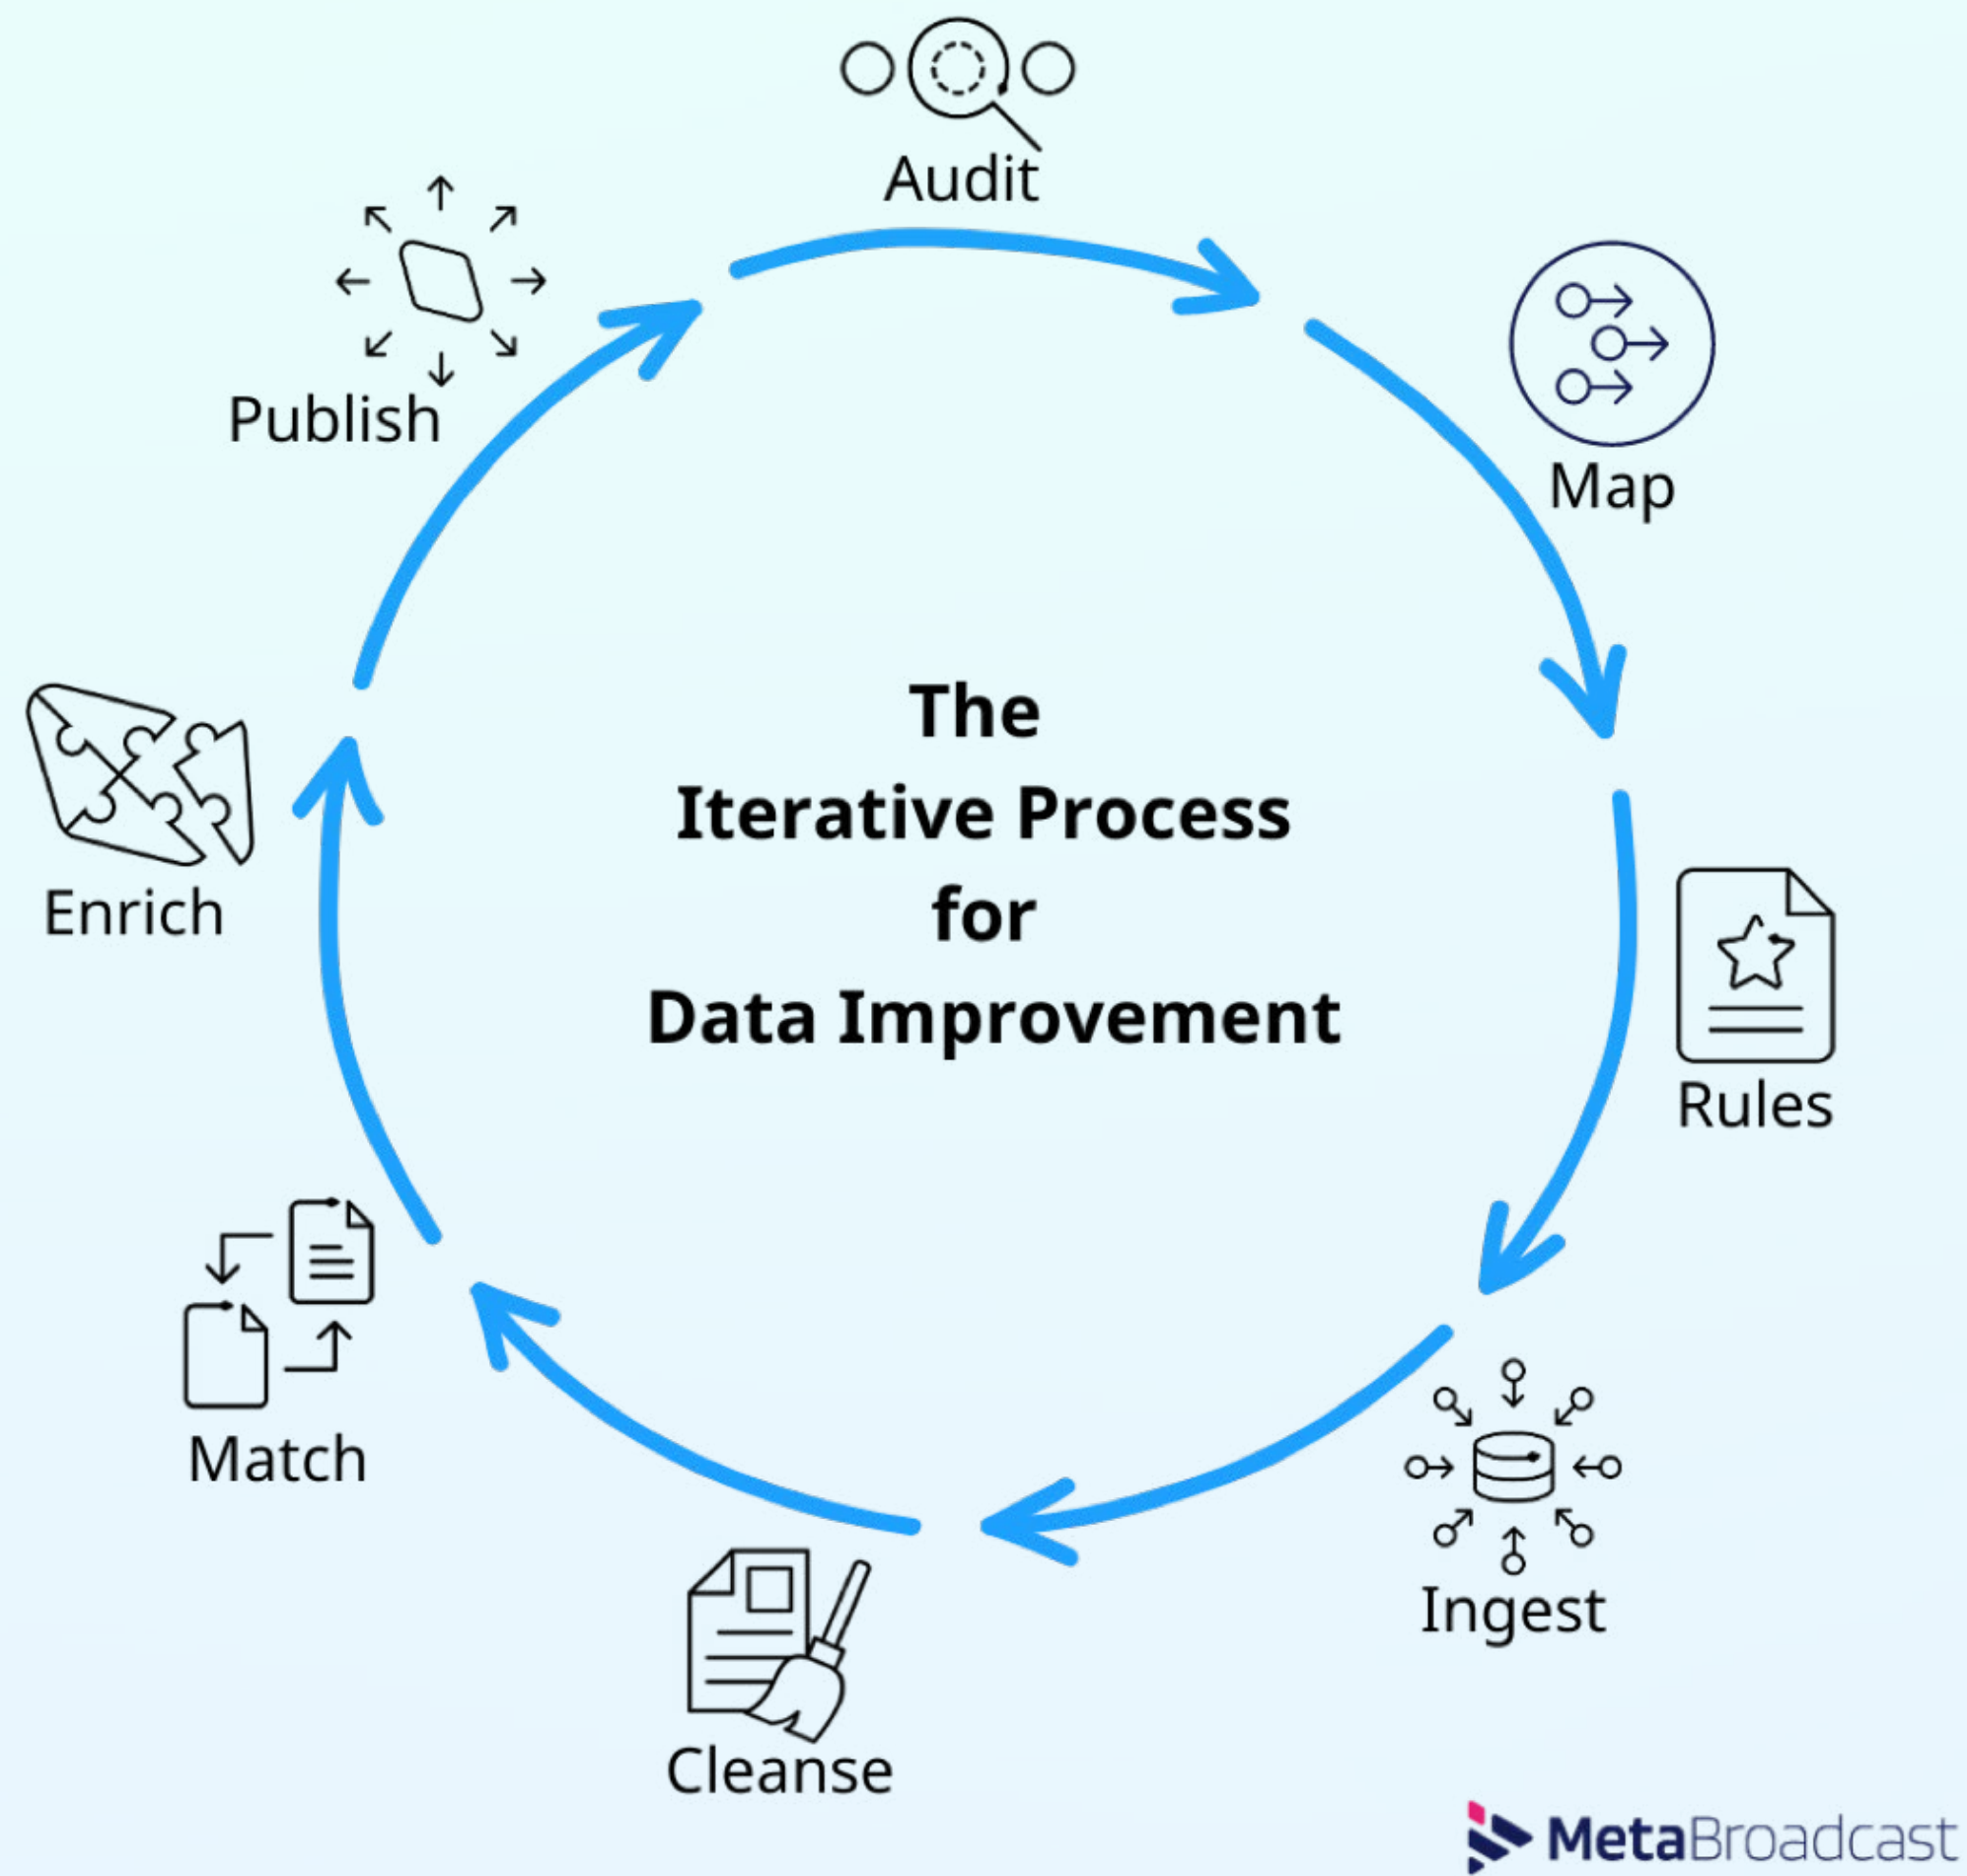 Audit
Map
Rules
Ingest
Cleanse
Match
Enrich
Publish
The
Iterative Process
for
Data Improvement
MetaBroadcast